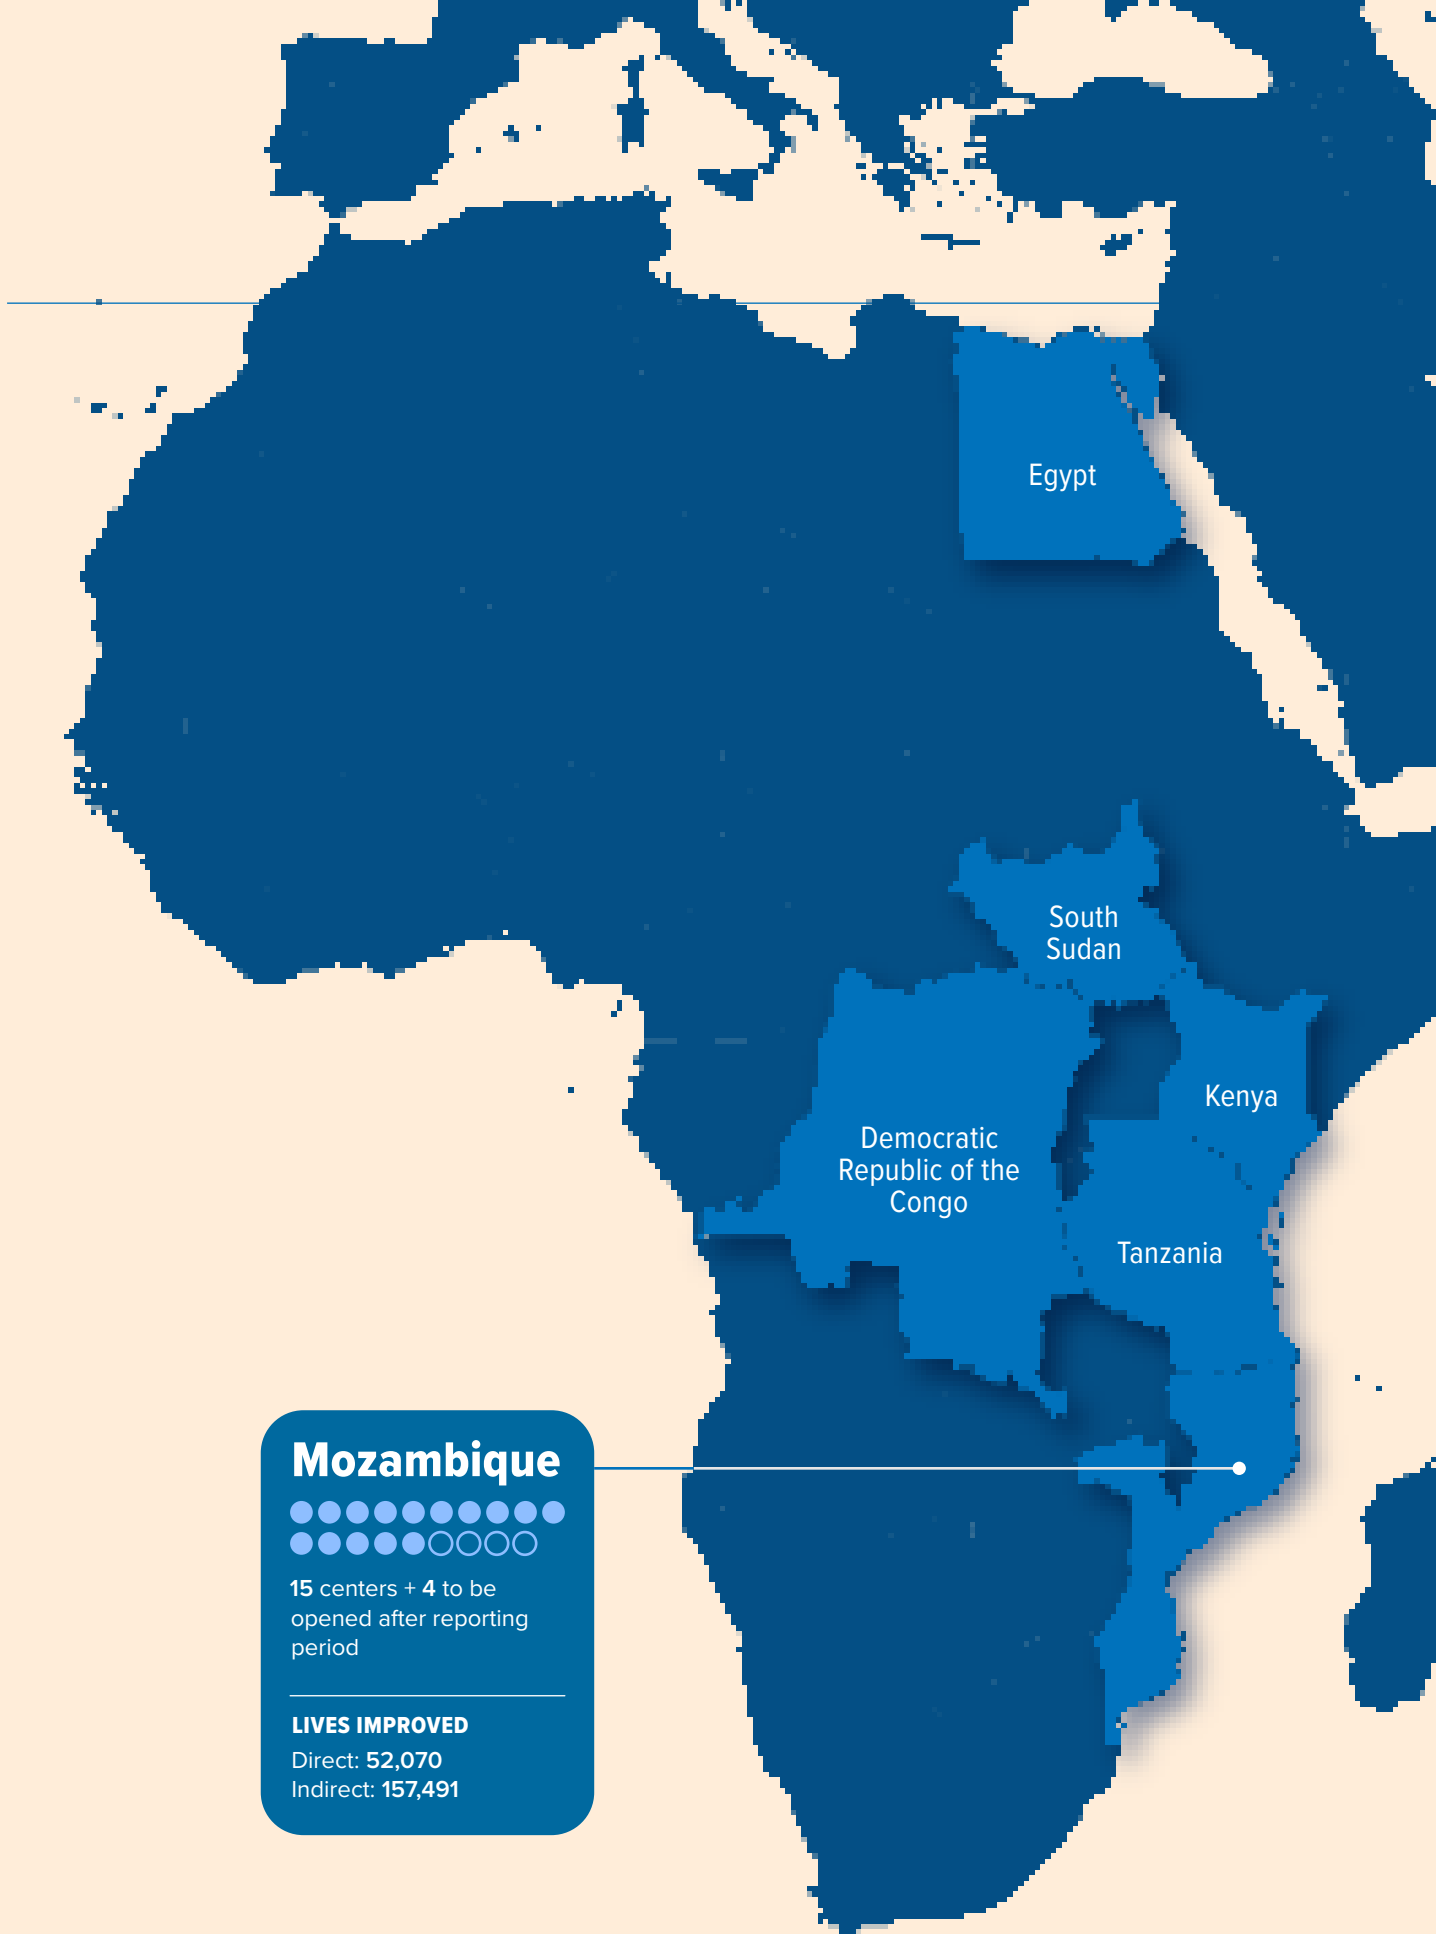 Egypt
South
Sudan
Kenya
Democratic
Republic of the
Congo
Tanzania
Mozambique
15 centers + 4 to be
opened after reporting
period
LIVES IMPROVED
Direct: 52,070
Indirect: 157,491